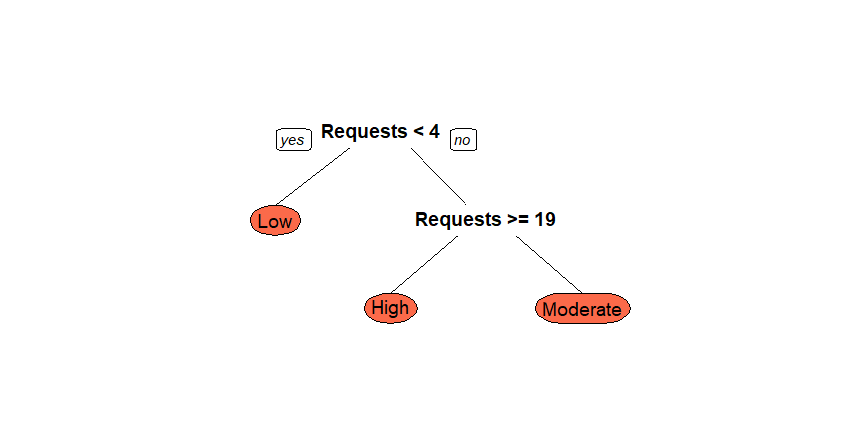 yes
Requests < 4
no
Low
Requests >= 19
High
Moderate